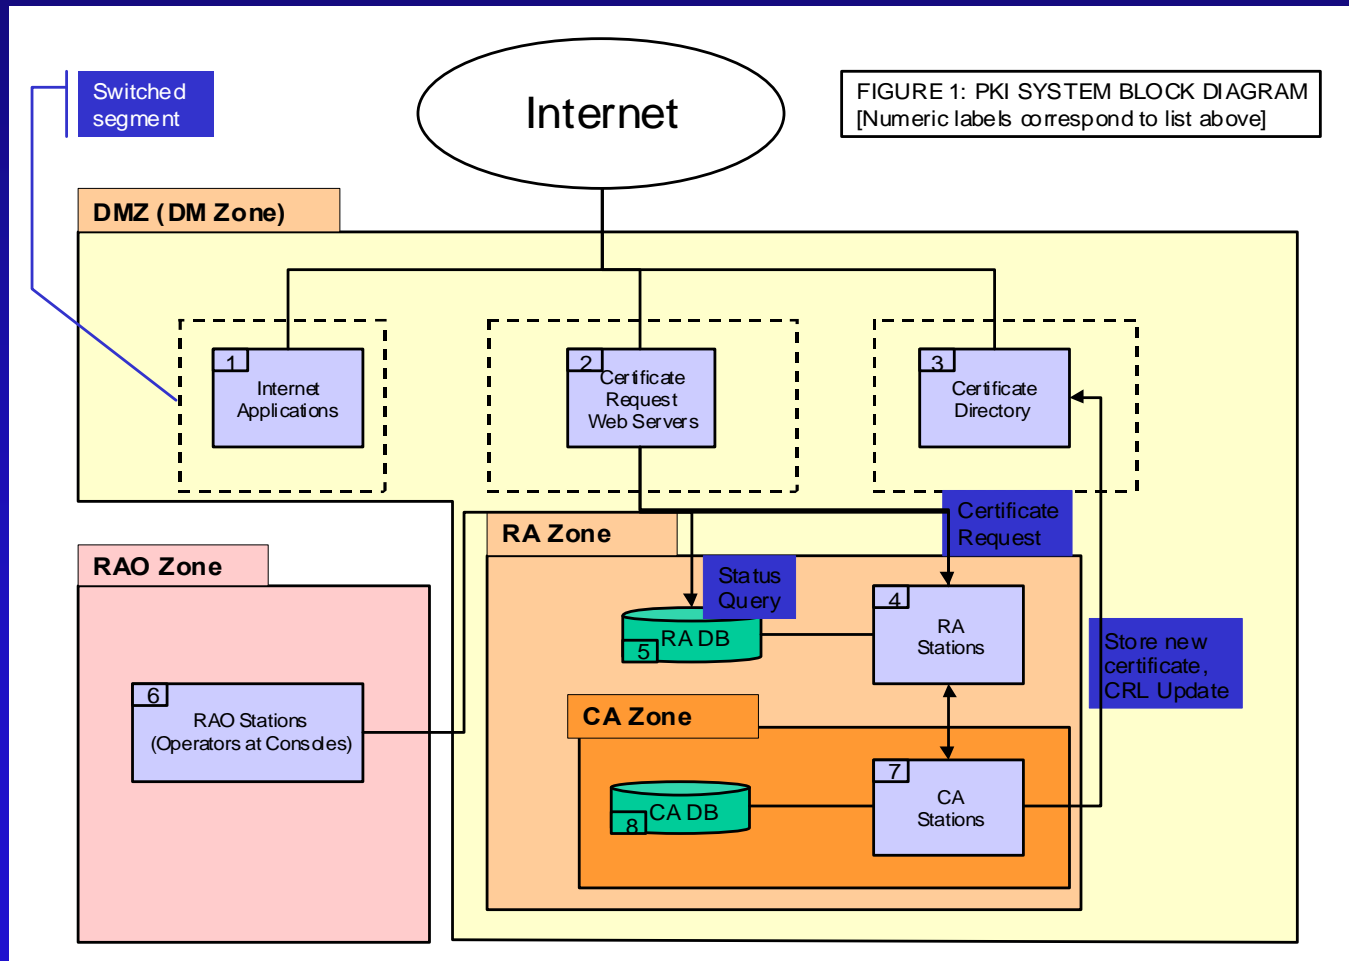 Switched
segment
Internet
FIGURE 1: PKI SYSTEM BLOCK DIAGRAM
[Numeric labels correspond to list above]
DMZ (DM Zone)
1
Internet
Applications
2
Certificate
Request
Web Servers
3
Certificate
Directory
Certificate
Request
RA Zone
RAO Zone
Status
Query
4
RA
Stations
RA DB
5
Store new
certificate,
CRL Update
6
RAO Stations
(Operators at Consoles)
CA Zone
7
CA
Stations
CA DB
8